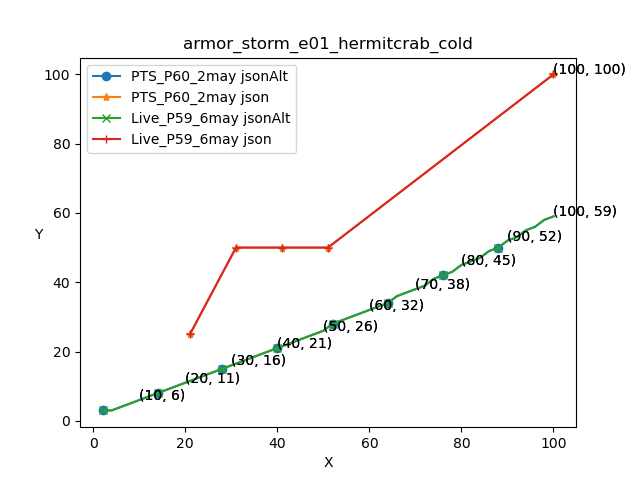 armor_storm_e01_hermitcrab_cold
PTS_P60_2may jsonAlt
PTS_P60_2may json
Live_P59_6may jsonAlt
Live_P59_6may json
(100, 100)
(100, 59)
(90, 52)
(80, 45)
(70, 38)
(60, 32)
(50, 26)
(40, 21)
(30, 16)
(20, 11)
(10, 6)
Y
100
80
60
40
20
0
0 20 40 60 80 100
X